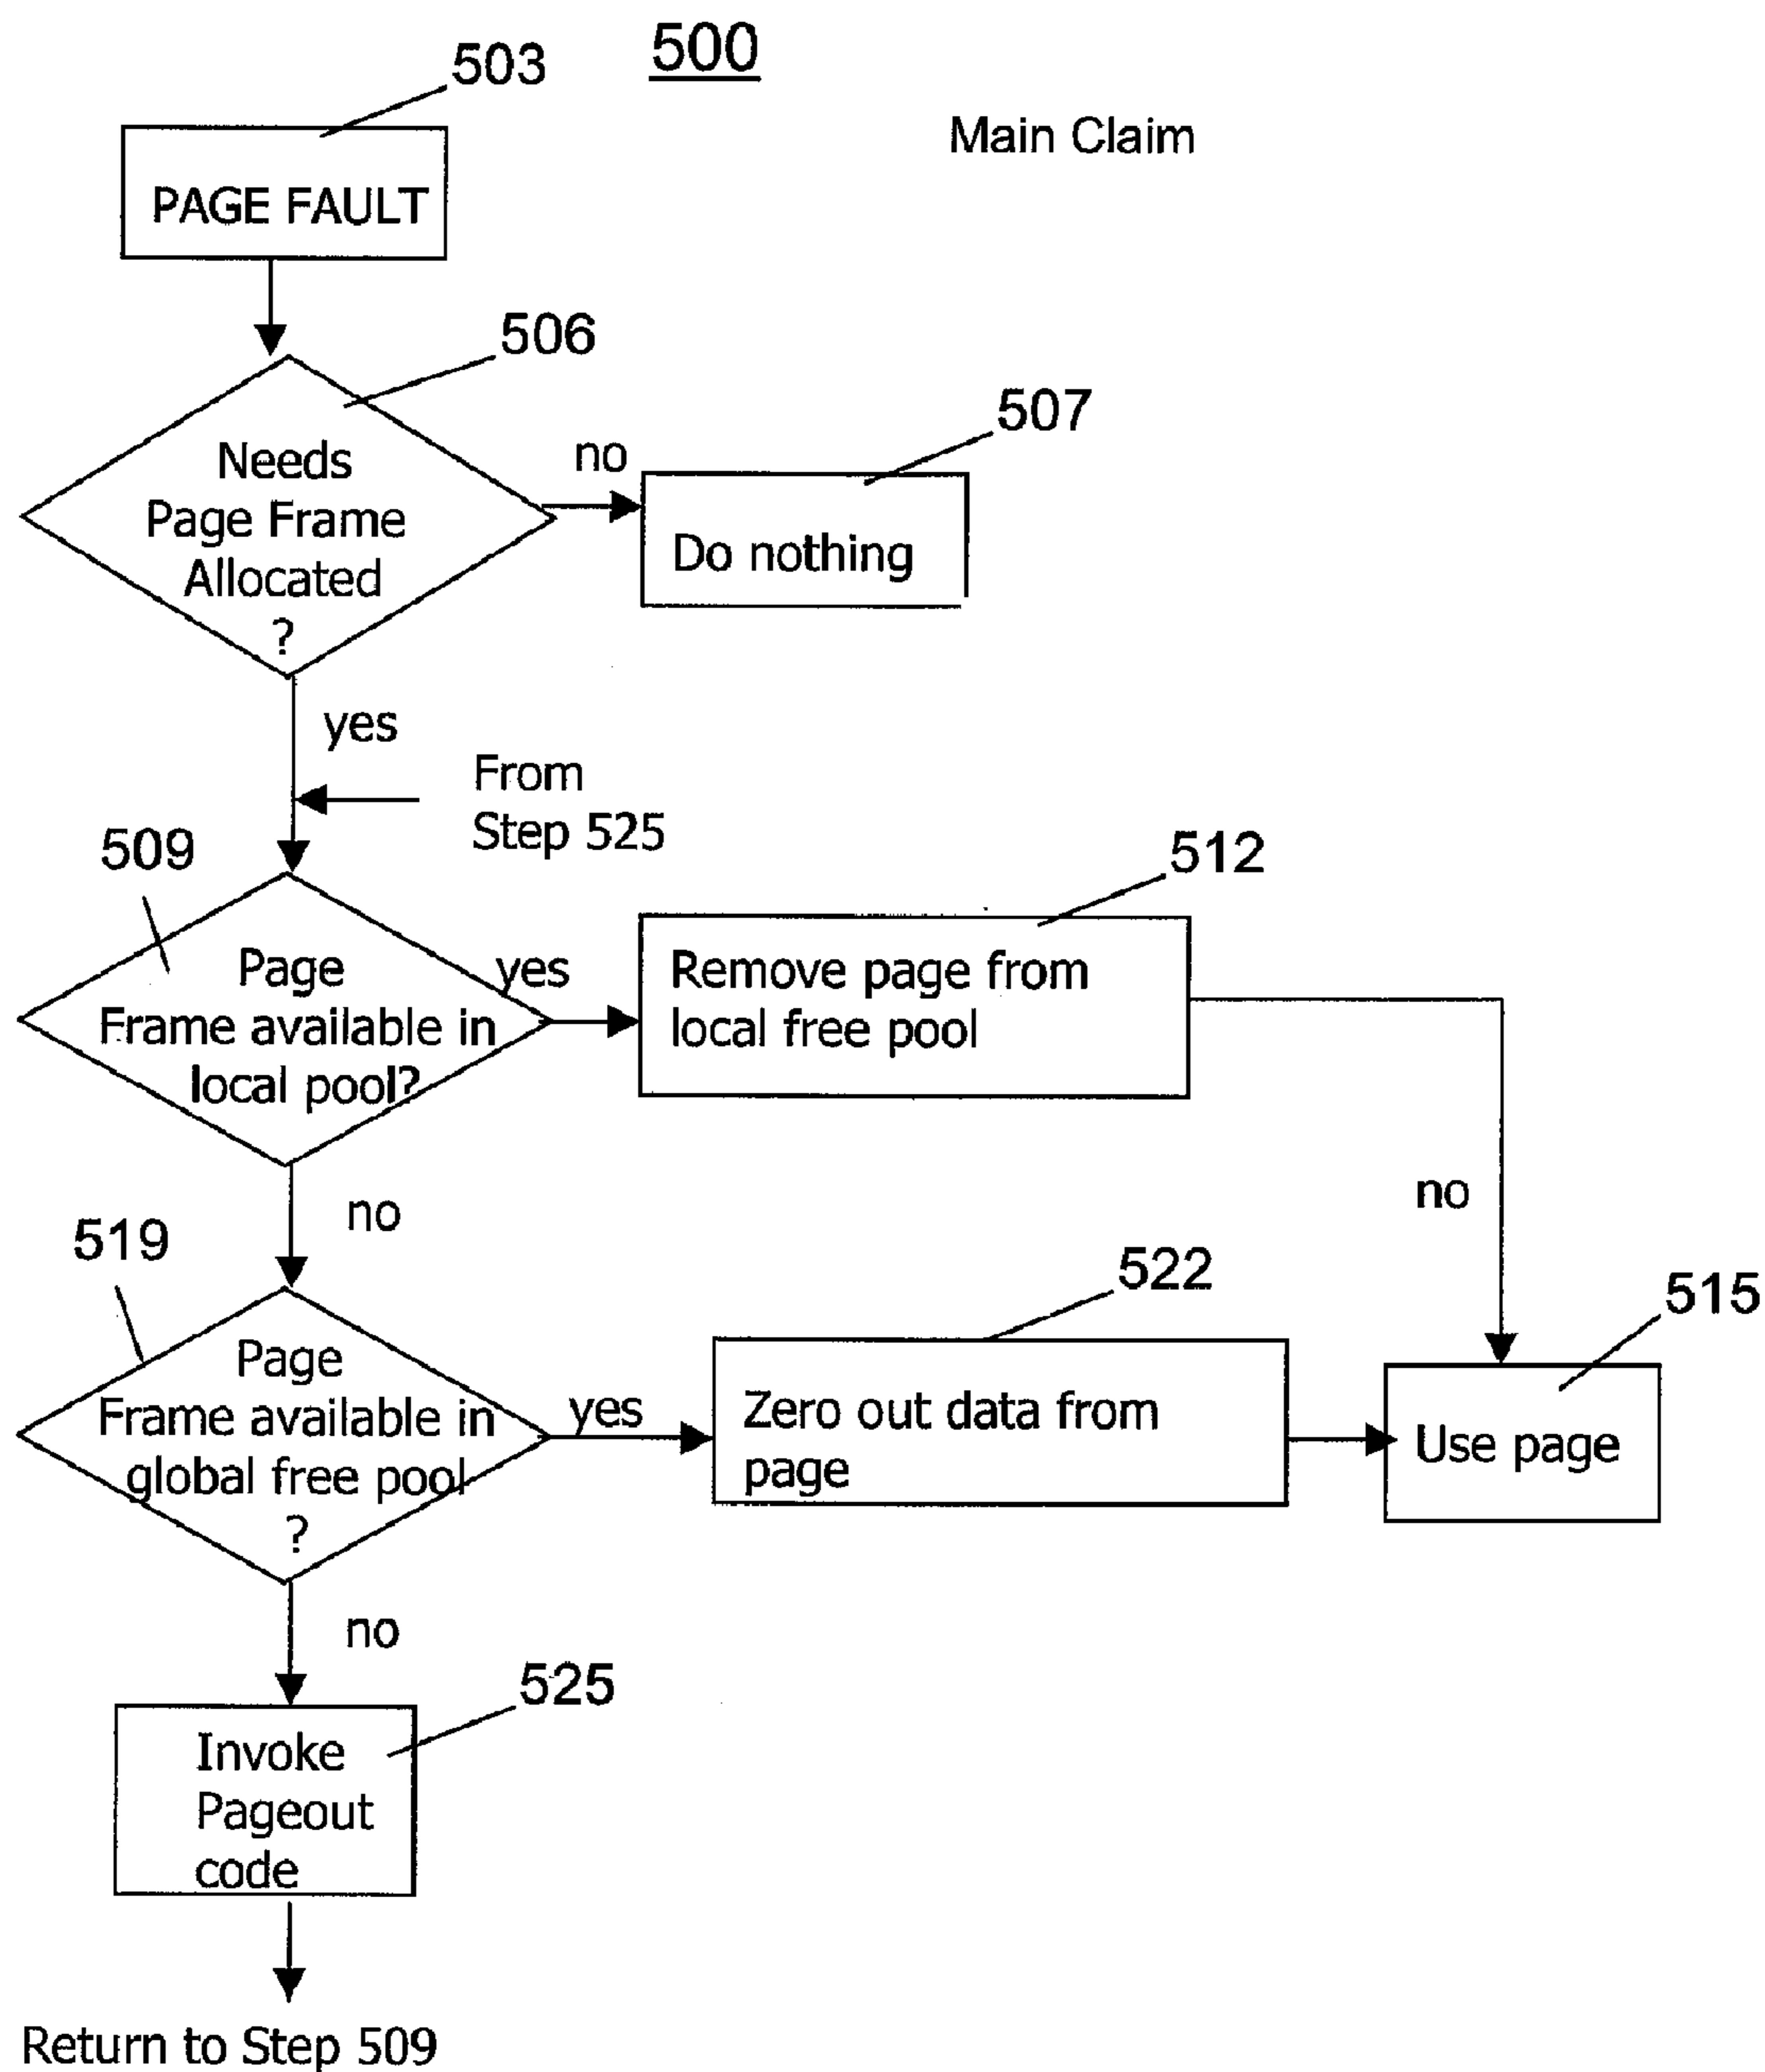 500
503
Main Claim
PAGE FAULT
506
Needs
Page Frame
Allocated
?
no
507
Do nothing
yes
From
Step 525
509
Page
Frame available in
local pool?
yes
512
Remove page from
local free pool
no
no
519
Page
Frame available in
global free pool
?
yes
522
Zero out data from
page
515
Use page
no
525
Invoke
Pageout
code
Return to Step 509